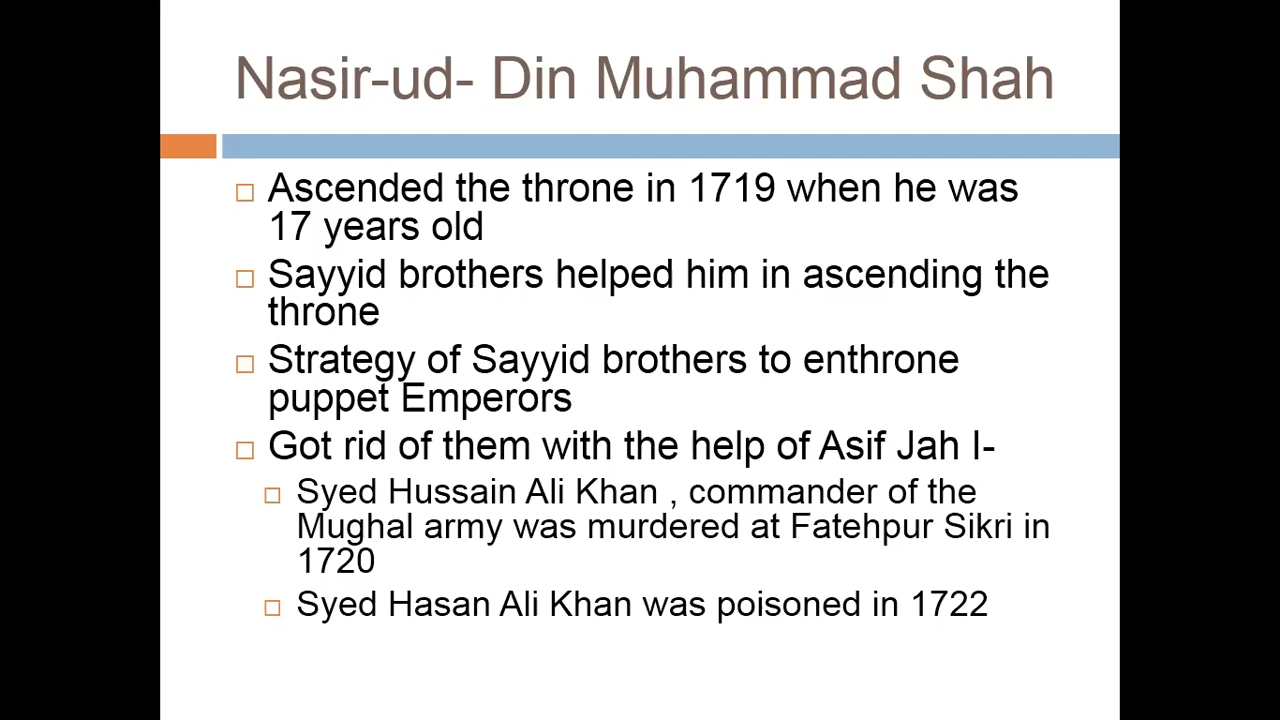 Nasir-ud- Din Muhammad Shah
Ascended the throne in 1719 when he was
17 years old
Sayyid brothers helped him in ascending the
throne
Strategy of Sayyid brothers to enthrone
puppet Emperors
Got rid of them with the help of Asif Jah I-
Syed Hussain Ali Khan , commander of the
Mughal army was murdered at Fatehpur Sikri in
1720
Syed Hasan Ali Khan was poisoned in 1722